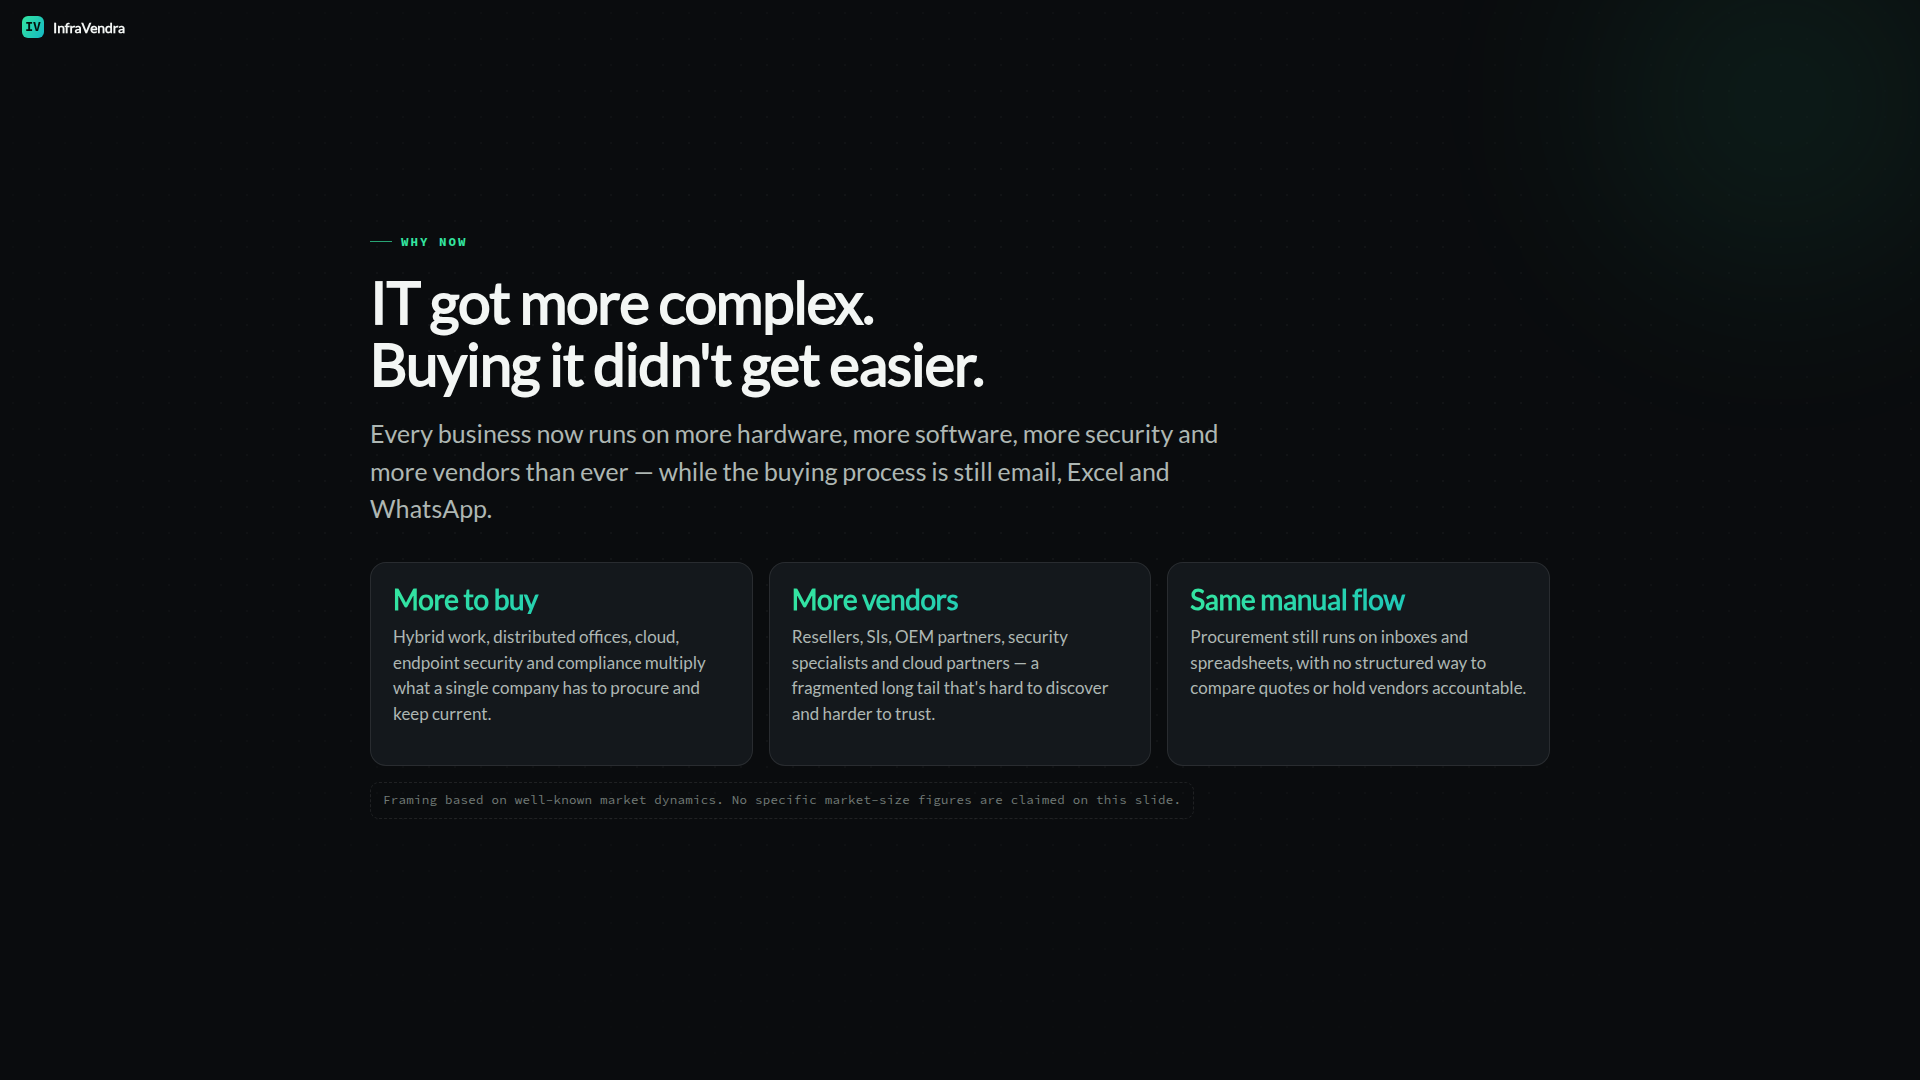 IV InfraVendra
WHY NOW
IT got more complex.
Buying it didn't get easier.
Every business now runs on more hardware, more software, more security and
more vendors than ever — while the buying process is still email, Excel and
WhatsApp.
More to buy
Hybrid work, distributed offices, cloud,
endpoint security and compliance multiply
what a single company has to procure and
keep current.
More vendors
Resellers, SIs, OEM partners, security
specialists and cloud partners — a
fragmented long tail that's hard to discover
and harder to trust.
Same manual flow
Procurement still runs on inboxes and
spreadsheets, with no structured way to
compare quotes or hold vendors accountable.
Framing based on well-known market dynamics. No specific market-size figures are claimed on this slide.